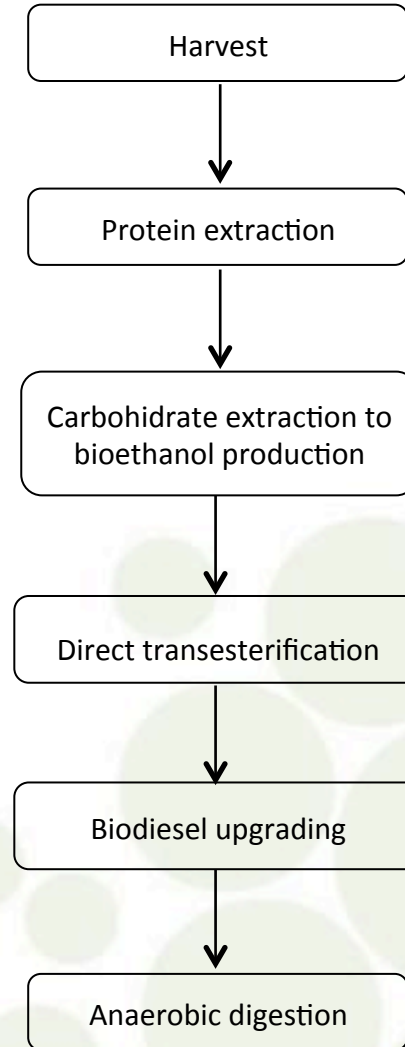 Harvest
Protein extraction
Carbohidrate extraction to
bioethanol production
Direct transesterification
Biodiesel upgrading
Anaerobic digestion